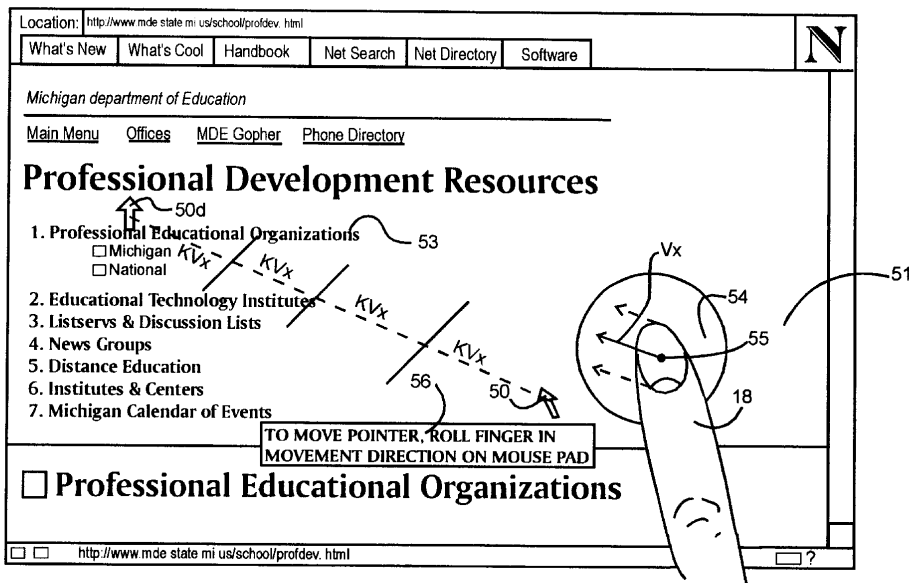 Location: http://www.mde state mi us/school/profdev. html
N
What's New What's Cool Handbook Net Search Net Directory Software
Michigan department of Education
Main Menu Offices MDE Gopher Phone Directory
Professional Development Resources
50d
1. Professional Educational Organizations
53
Michigan
National
KVx
KVx
KVx
KVx
Vx
51
54
55
2. Educational Technology Institutes
3. Listservs & Discussion Lists
4. News Groups
5. Distance Education
6. Institutes & Centers
7. Michigan Calendar of Events
56
50
18
TO MOVE POINTER, ROLL FINGER IN
MOVEMENT DIRECTION ON MOUSE PAD
Professional Educational Organizations
http://www.mde state mi us/school/profdev. html
?